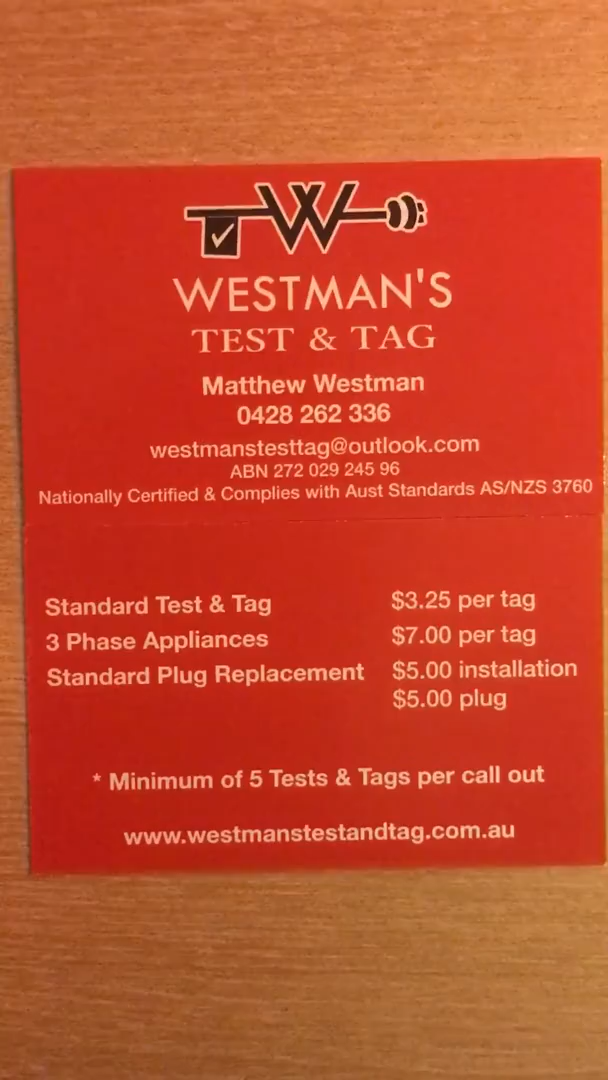 W
WESTMAN'S
TEST & TAG
Matthew Westman
0428 262 336
westmanstesttag@outlook.com
ABN 272 029 245 96
Nationally Certified & Complies with Aust Standards AS/NZS 3760
Standard Test & Tag $3.25 per tag
3 Phase Appliances $7.00 per tag
Standard Plug Replacement $5.00 installation
$5.00 plug
* Minimum of 5 Tests & Tags per call out
www.westmanstestandtag.com.au